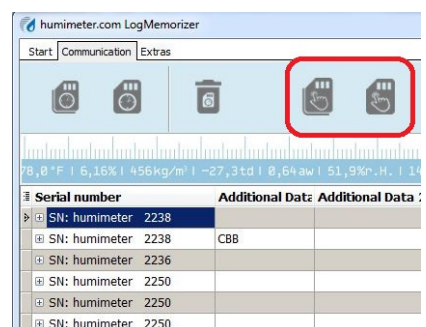 humimeter.com LogMemorizer
Start Communication Extras
78,0°F | 6,16% | 456kg/m³ | -27,3td | 0,64aw | 51,9%r.H. | 14
Serial number Additional Data Additional Data 2
SN: humimeter 2238
SN: humimeter 2238 CBB
SN: humimeter 2236
SN: humimeter 2250
SN: humimeter 2250
SN: humimeter 2250